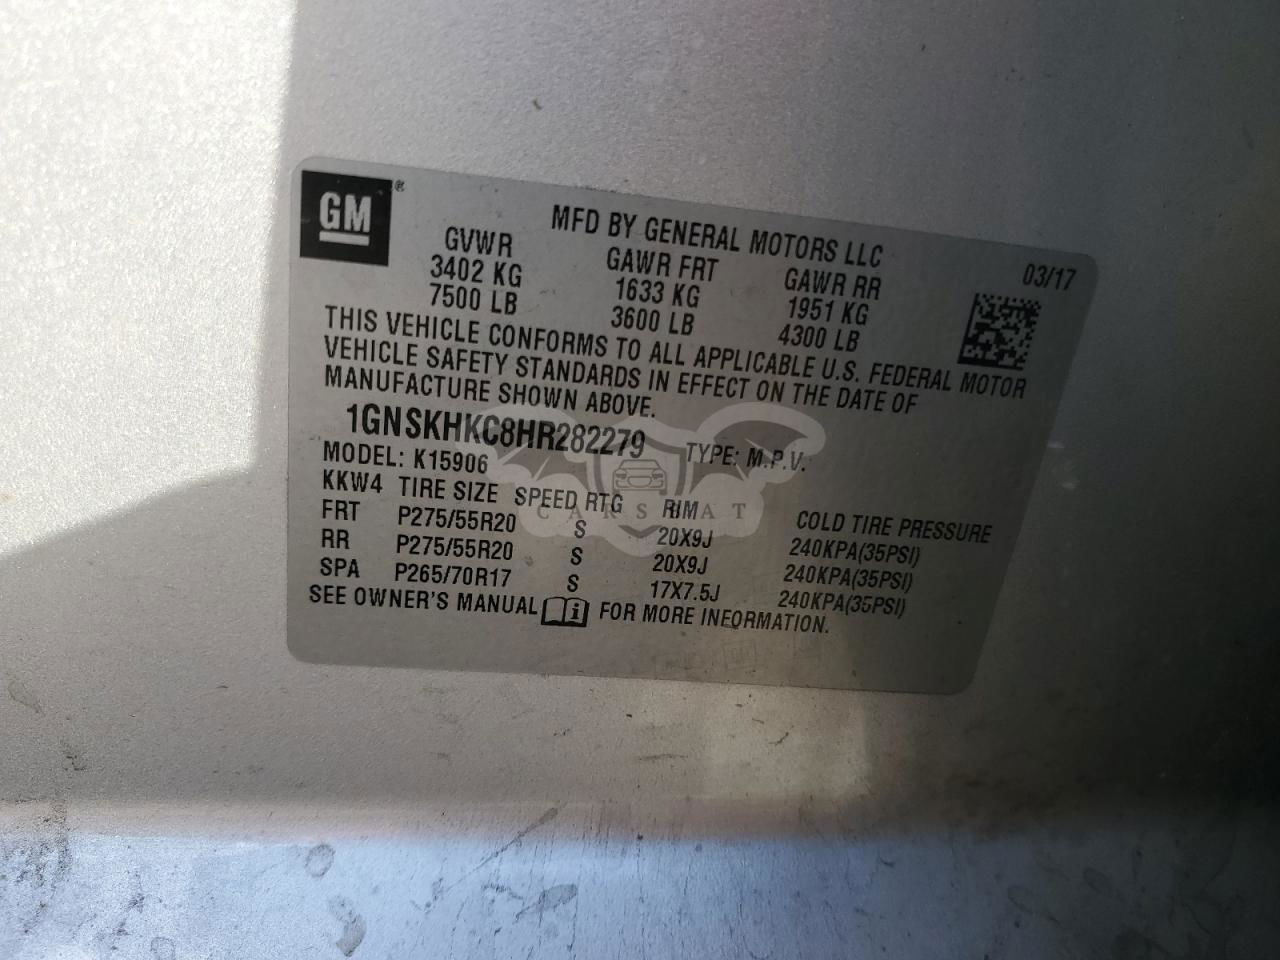 GM®
MFD BY GENERAL MOTORS LLC
03/17
GVWR GAWR FRT GAWR RR
3402 KG 1633 KG 1951 KG
7500 LB 3600 LB 4300 LB
THIS VEHICLE CONFORMS TO ALL APPLICABLE U.S. FEDERAL MOTOR
VEHICLE SAFETY STANDARDS IN EFFECT ON THE DATE OF
MANUFACTURE SHOWN ABOVE.
1GNSKHKC8HR282279 TYPE: M.P.V.
MODEL: K15906
KKW4 TIRE SIZE SPEED RTG RIM COLD TIRE PRESSURE
FRT P275/55R20 S 20X9J 240KPA(35PSI)
RR P275/55R20 S 20X9J 240KPA(35PSI)
SPA P265/70R17 S 17X7.5J 240KPA(35PSI)
SEE OWNER'S MANUAL i FOR MORE INFORMATION.
CARSTAT